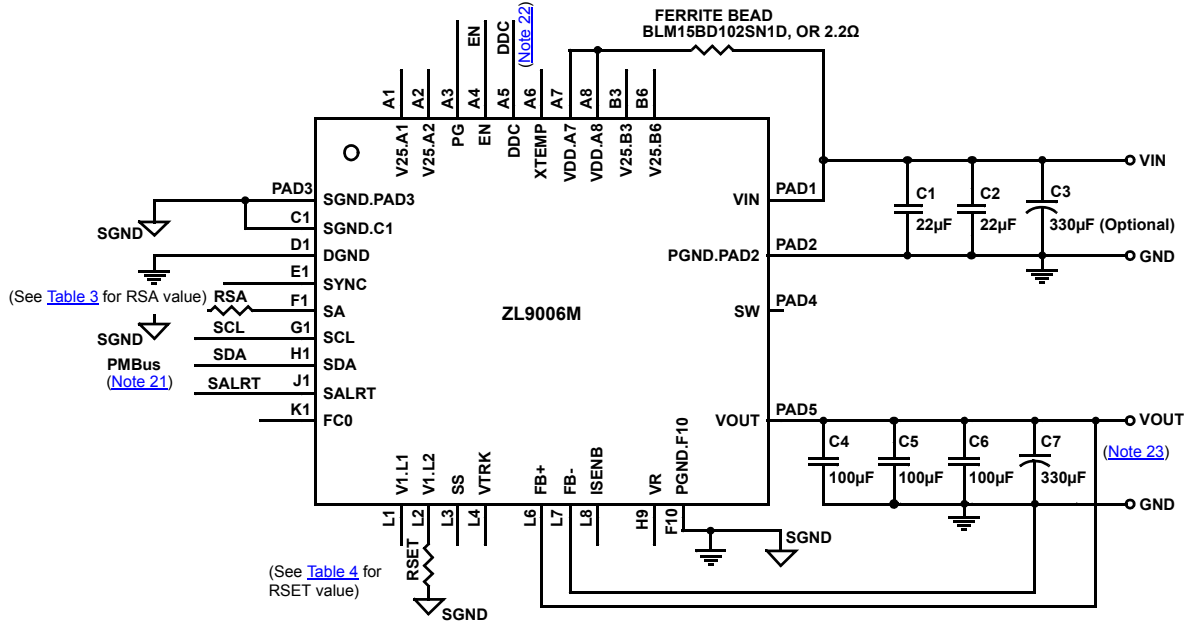 FERRITE BEAD
BLM15BD102SN1D, OR 2.2Ω
EN
DDC
(Note 22)
A1
A2
A3
A4
A5
A6
A7
A8
B3
B6
V25.A1
V25.A2
PG
EN
DDC
XTEMP
VDD.A7
VDD.A8
V25.B3
V25.B6
PAD3
SGND.PAD3
SGND
C1
SGND.C1
D1
DGND
E1
SYNC
(See Table 3 for RSA value)
RSA
F1
SA
SGND
SCL
G1
SCL
PMBus
(Note 21)
SDA
H1
SDA
SALRT
J1
SALRT
K1
FC0
ZL9006M
VIN
PAD1
PGND.PAD2
PAD2
SW
PAD4
VOUT
PAD5
C1
22µF
C2
22µF
C3
330µF (Optional)
VIN
GND
C4
100µF
C5
100µF
C6
100µF
C7
330µF
VOUT
(Note 23)
GND
V1.L1
V1.L2
SS
VTRK
FB+
FB-
ISENB
VR
PGND.F10
L1
L2
L3
L4
L6
L7
L8
H9
F10
SGND
RSET
(See Table 4 for
RSET value)
SGND